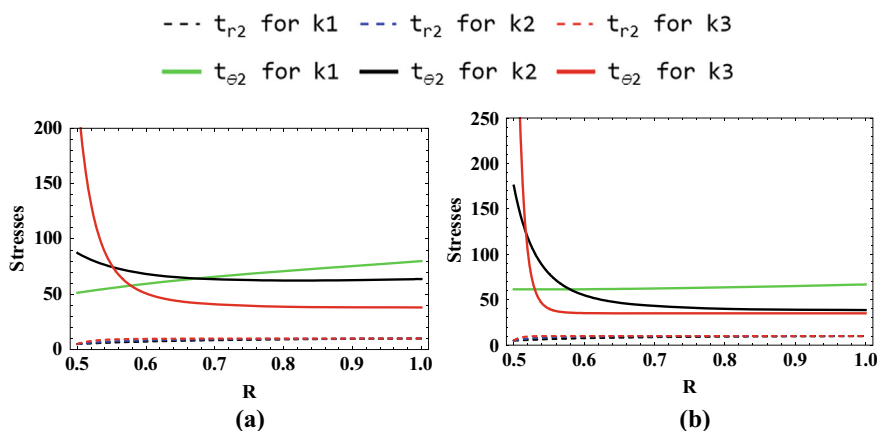 t_r2 for k1 t_r2 for k2 t_r2 for k3
t_θ2 for k1 t_θ2 for k2 t_θ2 for k3
200
150
100
50
0
Stresses
0.5 0.6 0.7 0.8 0.9 1.0
R
(a)
250
200
150
100
50
0
Stresses
0.5 0.6 0.7 0.8 0.9 1.0
R
(b)